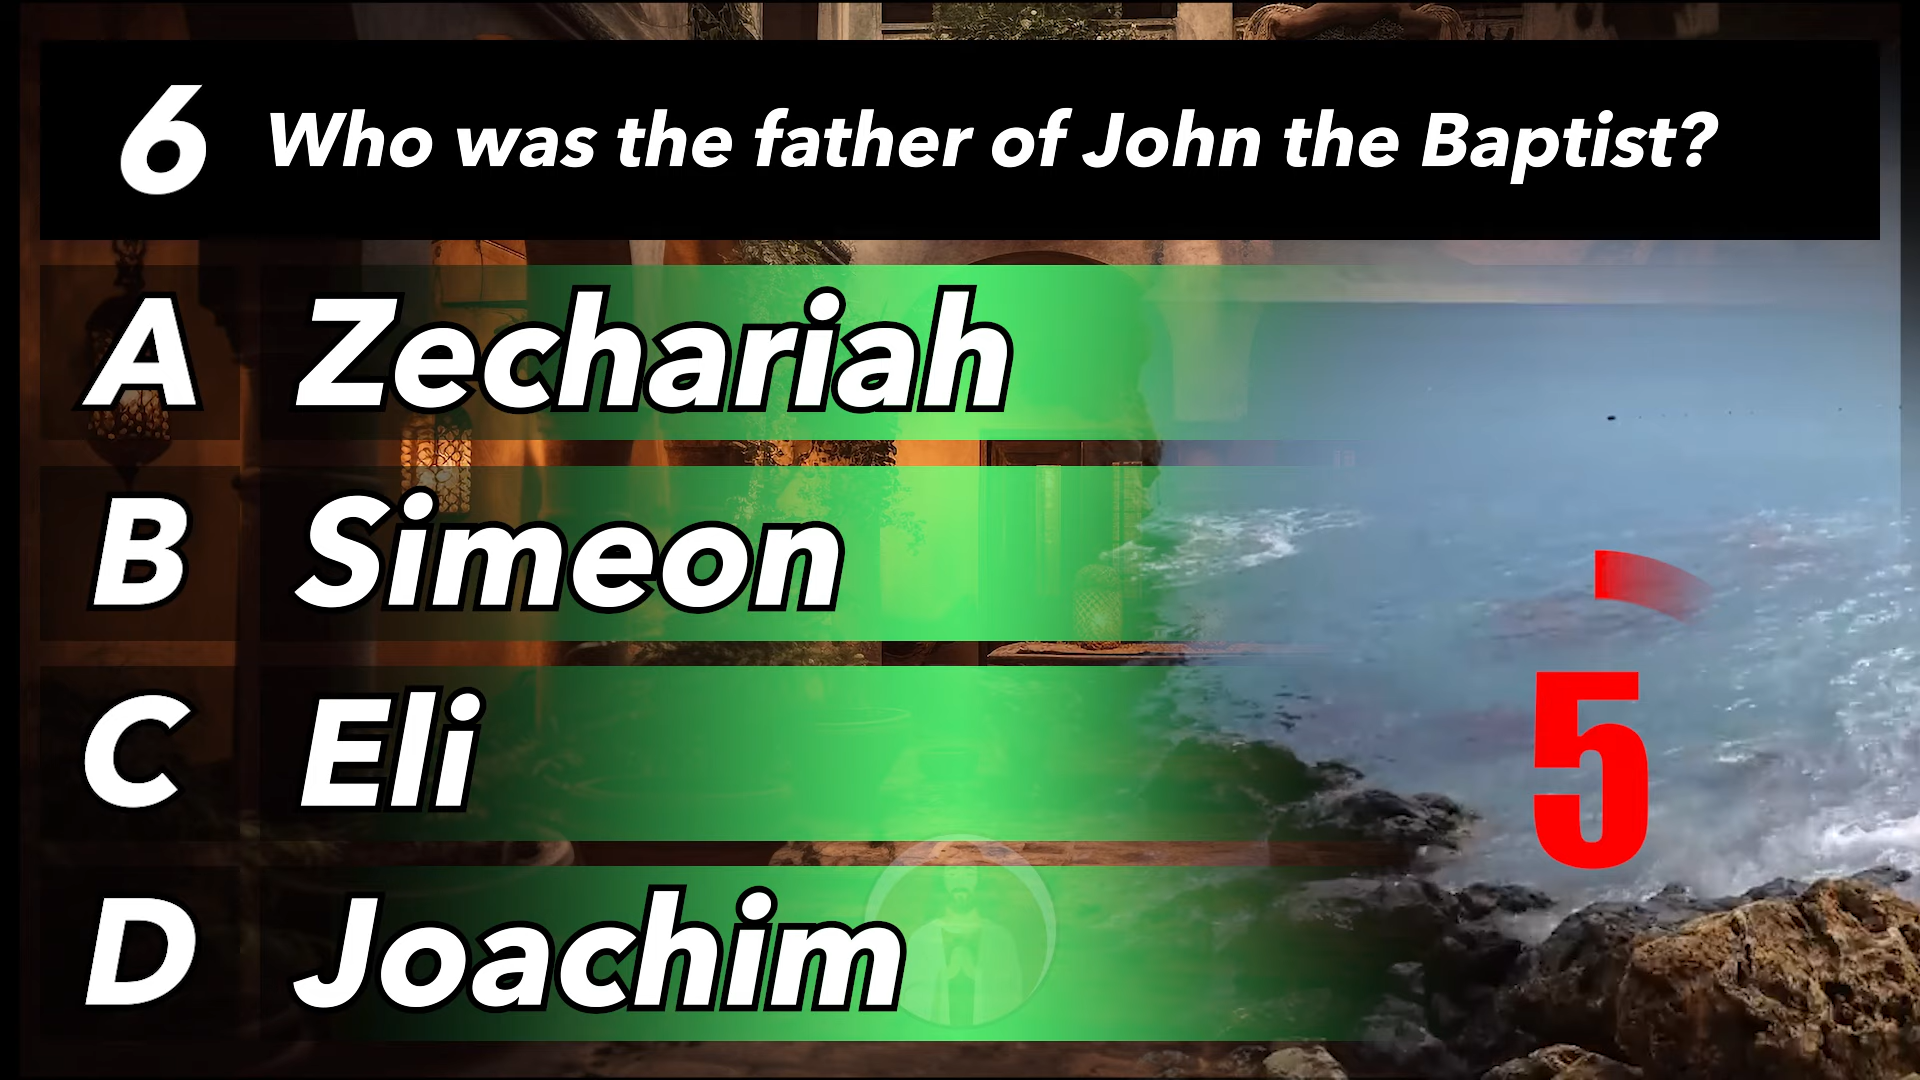 6 Who was the father of John the Baptist?
A Zechariah
B Simeon
C Eli
D Joachim
5